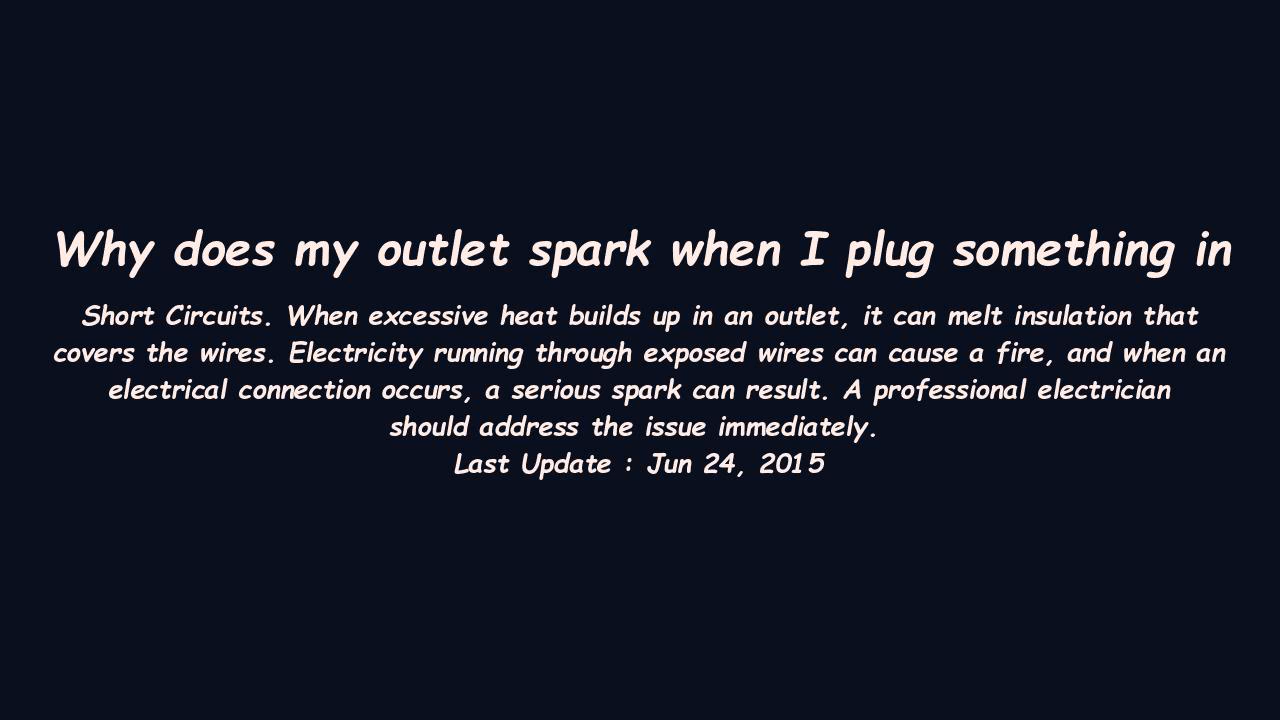 Why does my outlet spark when I plug something in
Short Circuits. When excessive heat builds up in an outlet, it can melt insulation that
covers the wires. Electricity running through exposed wires can cause a fire, and when an
electrical connection occurs, a serious spark can result. A professional electrician
should address the issue immediately.
Last Update : Jun 24, 2015